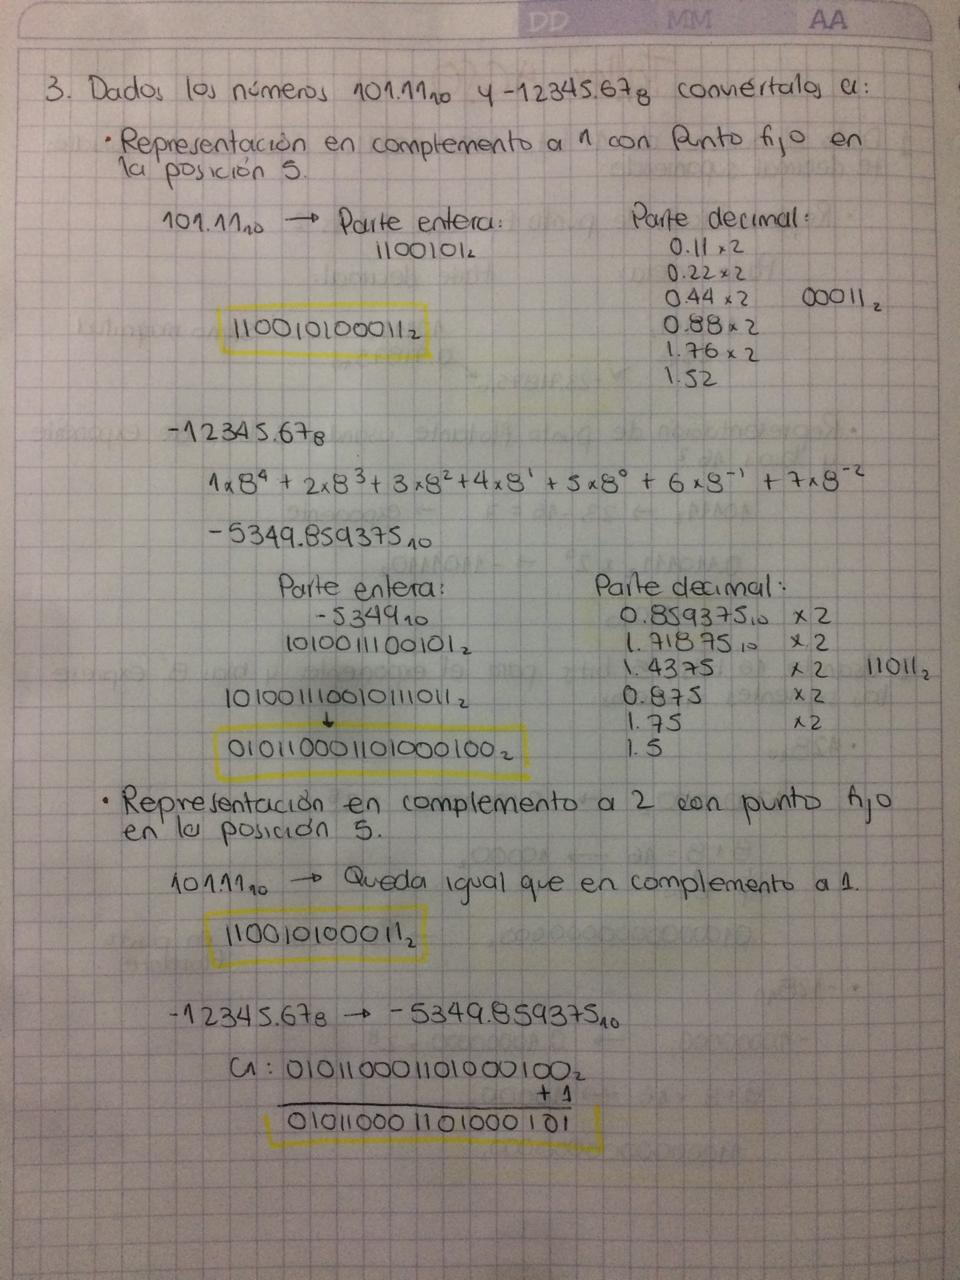 DD MM AA
3. Dados los números 101.11₁₀ y -12345.67₈ conviértalos a:
· Representación en complemento a 1 con Punto fijo en
la posición 5.
101.11₁₀ → Parte entera: Parte decimal:
1100101₂ 0.11 x 2
0.22 x 2
0.44 x 2 00011₂
110010100011₂ 0.88 x 2
1.76 x 2
1.52
-12345.67₈
1x8⁴ + 2x8³ + 3x8² + 4x8¹ + 5x8⁰ + 6x8⁻¹ + 7x8⁻²
-5349.859375₁₀
Parte entera: Parte decimal:
-5349₁₀ 0.859375₁₀ x 2
1010011100101₂ 1.71875₁₀ x 2
1.4375 x 2 11011₂
101001110010111011₂ 0.875 x 2
↓ 1.75 x2
010110001101000100₂ 1.5
· Representación en complemento a 2 con punto fijo
en la posición 5.
101.11₁₀ → Queda igual que en complemento a 1.
110010100011₂
-12345.67₈ → -5349.859375₁₀
C1: 010110001101000100₂
+ 1
010110001101000101